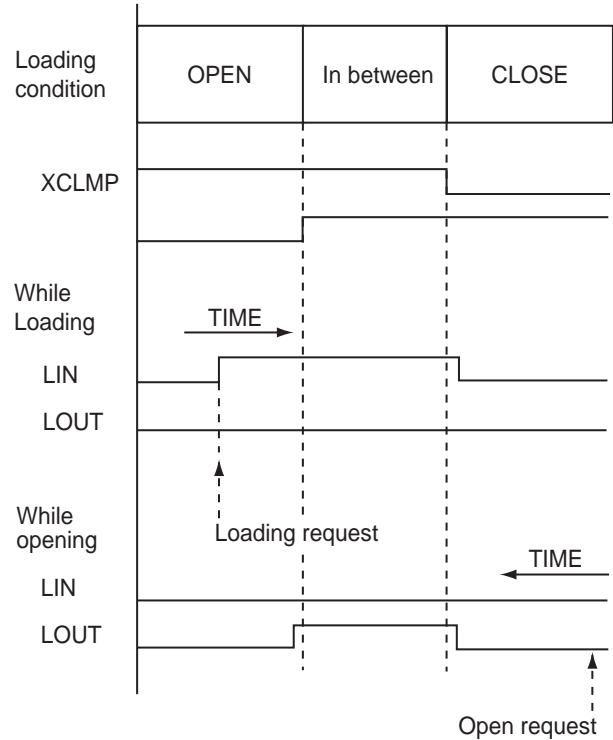 Loading
condition
OPEN
In between
CLOSE
XCLMP
While
Loading
TIME
LIN
LOUT
Loading request
While
opening
TIME
LIN
LOUT
Open request